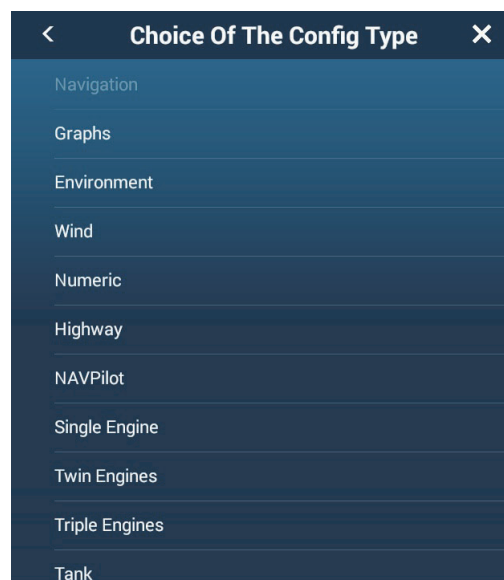 Choice Of The Config Type
Navigation
Graphs
Environment
Wind
Numeric
Highway
NAVPilot
Single Engine
Twin Engines
Triple Engines
Tank